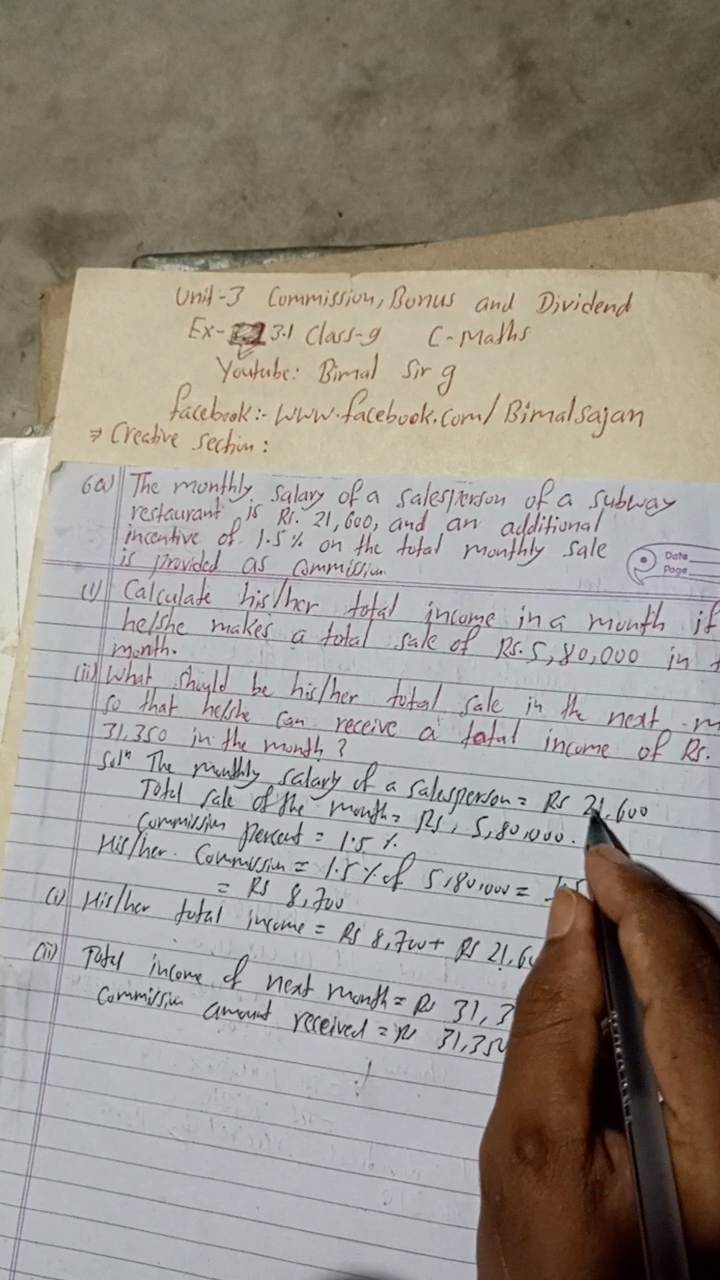 Unit-3 Commission, Bonus and Dividend
Ex- 3.1 Class-9 C-Maths
Youtube: Bimal Sir g
facebook:- www.facebook.com/Bimalsajan
⇒ Creative section:
6a) The monthly salary of a salesperson of a subway
restaurant is Rs. 21,600, and an additional
incentive of 1.5% on the total monthly sale
is provided as commission
Date
Page
(i) Calculate his/her total income in a month if
he/she makes a total sale of Rs. 5,80,000 in
month.
(ii) What should be his/her total sale in the next
so that he/she can receive a total income of Rs.
31,350 in the month?
Solⁿ The monthly salary of a salesperson = Rs 21,600
Total sale of the month = Rs, 5,80,000.
Commission percent = 1.5 %
His/her Commission = 1.5% of 5,80,000 =
= Rs 8,700
(i) His/her total income = Rs 8,700 + Rs 21,6
(ii) Total income of next month = Rs 31,3
Commission amount received = Rs 31,350